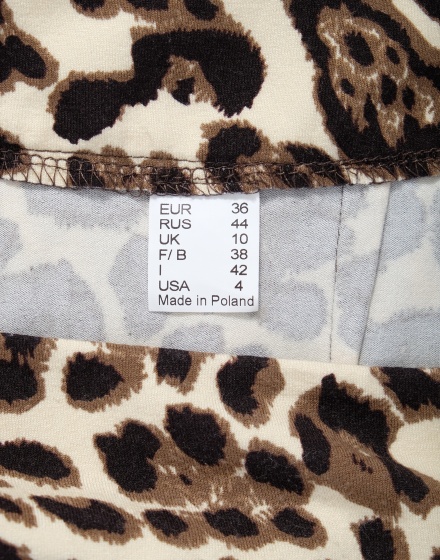 EUR 36
RUS 44
UK 10
F/ B 38
I 42
USA 4
Made in Poland